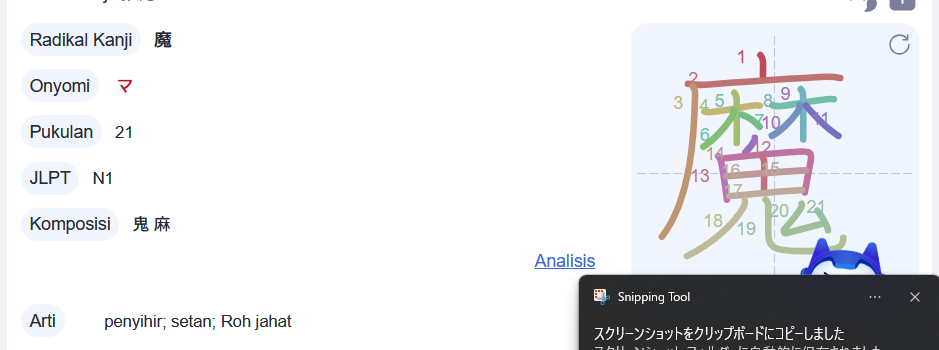 Radikal Kanji 魔
Onyomi マ
Pukulan 21
JLPT N1
Komposisi 鬼 麻
Analisis
Arti penyihir; setan; Roh jahat
1
2
3 4 5 8 9
6 7 10 11
14 12
13 16 15
17
18 19 20 21
Snipping Tool
スクリーンショットをクリップボードにコピーしました